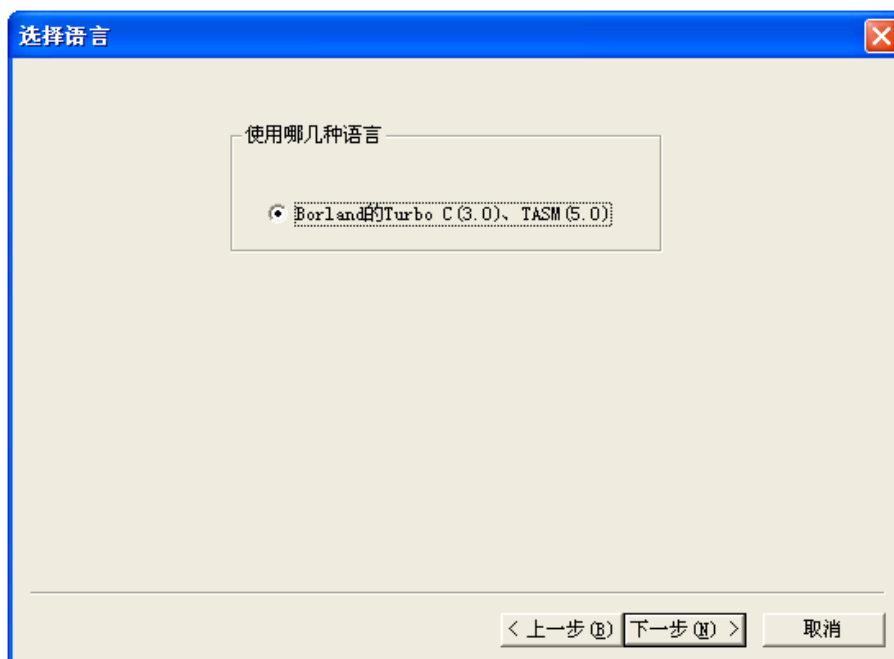 选择语言
使用哪几种语言
Borland的Turbo C(3.0)、TASM(5.0)
< 上一步(B) 下一步(N) > 取消